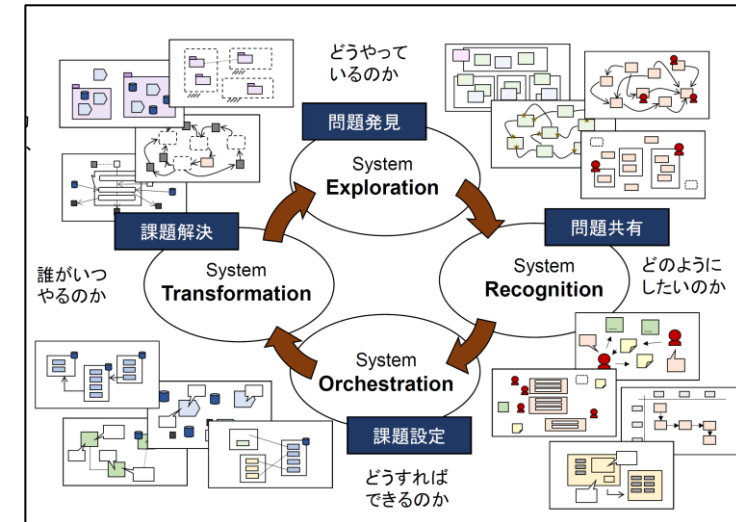 どうやって
いるのか
問題発見
System
Exploration
課題解決
問題共有
誰がいつ
やるのか
System
Transformation
System
Recognition
どのように
したいのか
System
Orchestration
課題設定
どうすれば
できるのか